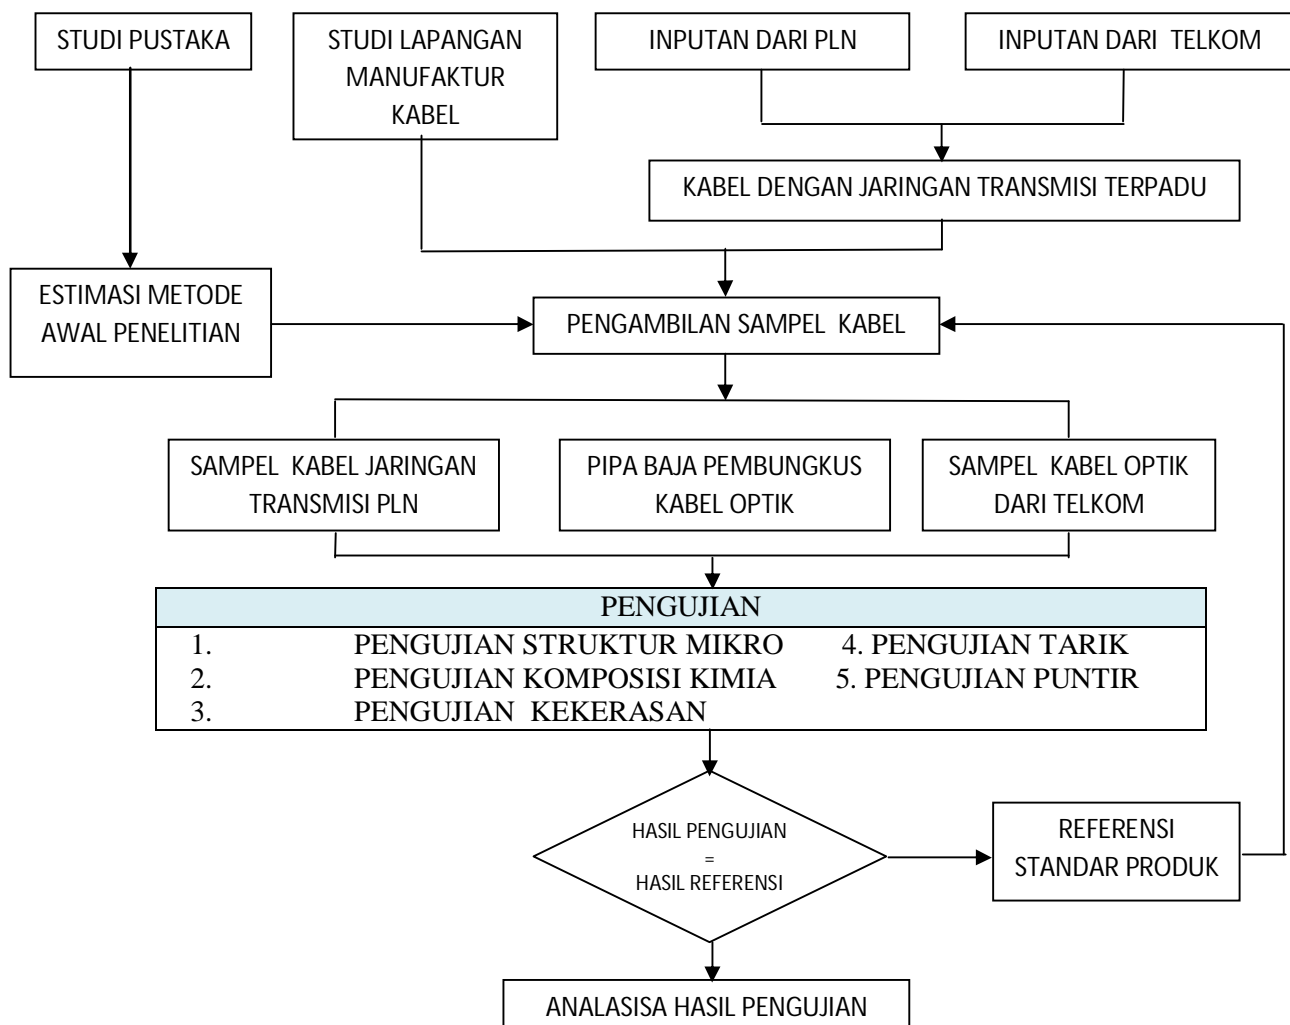 STUDI PUSTAKA
STUDI LAPANGAN
MANUFAKTUR
KABEL
INPUTAN DARI PLN
INPUTAN DARI TELKOM
KABEL DENGAN JARINGAN TRANSMISI TERPADU
ESTIMASI METODE
AWAL PENELITIAN
PENGAMBILAN SAMPEL KABEL
SAMPEL KABEL JARINGAN
TRANSMISI PLN
PIPA BAJA PEMBUNGKUS
KABEL OPTIK
SAMPEL KABEL OPTIK
DARI TELKOM
PENGUJIAN
1. PENGUJIAN STRUKTUR MIKRO 4. PENGUJIAN TARIK
2. PENGUJIAN KOMPOSISI KIMIA 5. PENGUJIAN PUNTIR
3. PENGUJIAN KEKERASAN
HASIL PENGUJIAN
=
HASIL REFERENSI
REFERENSI
STANDAR PRODUK
ANALASISA HASIL PENGUJIAN